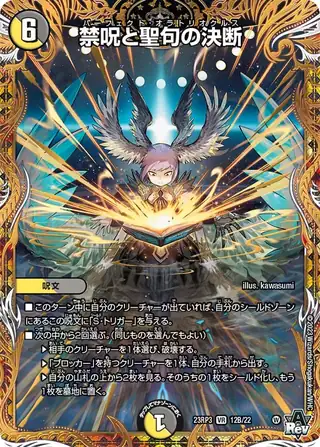 6
パーフェクト・オラトリオクルス
禁呪と聖句の決断
illus. kawasumi
呪文
■このターン中に自分のクリーチャーが出ていれば、自分のシールドゾーン
にあるこの呪文に「S・トリガー」を与える。
■次の中から2回選ぶ。(同じものを選んでもよい)
▶相手のクリーチャーを1体選び、破壊する。
▶「ブロッカー」を持つクリーチャーを1体、自分の手札から出す。
▶自分の山札の上から2枚を見る。そのうちの1枚をシールド化し、もう
1枚を墓地に置く。
1
23RP3 VR 12B/22
W
Rev